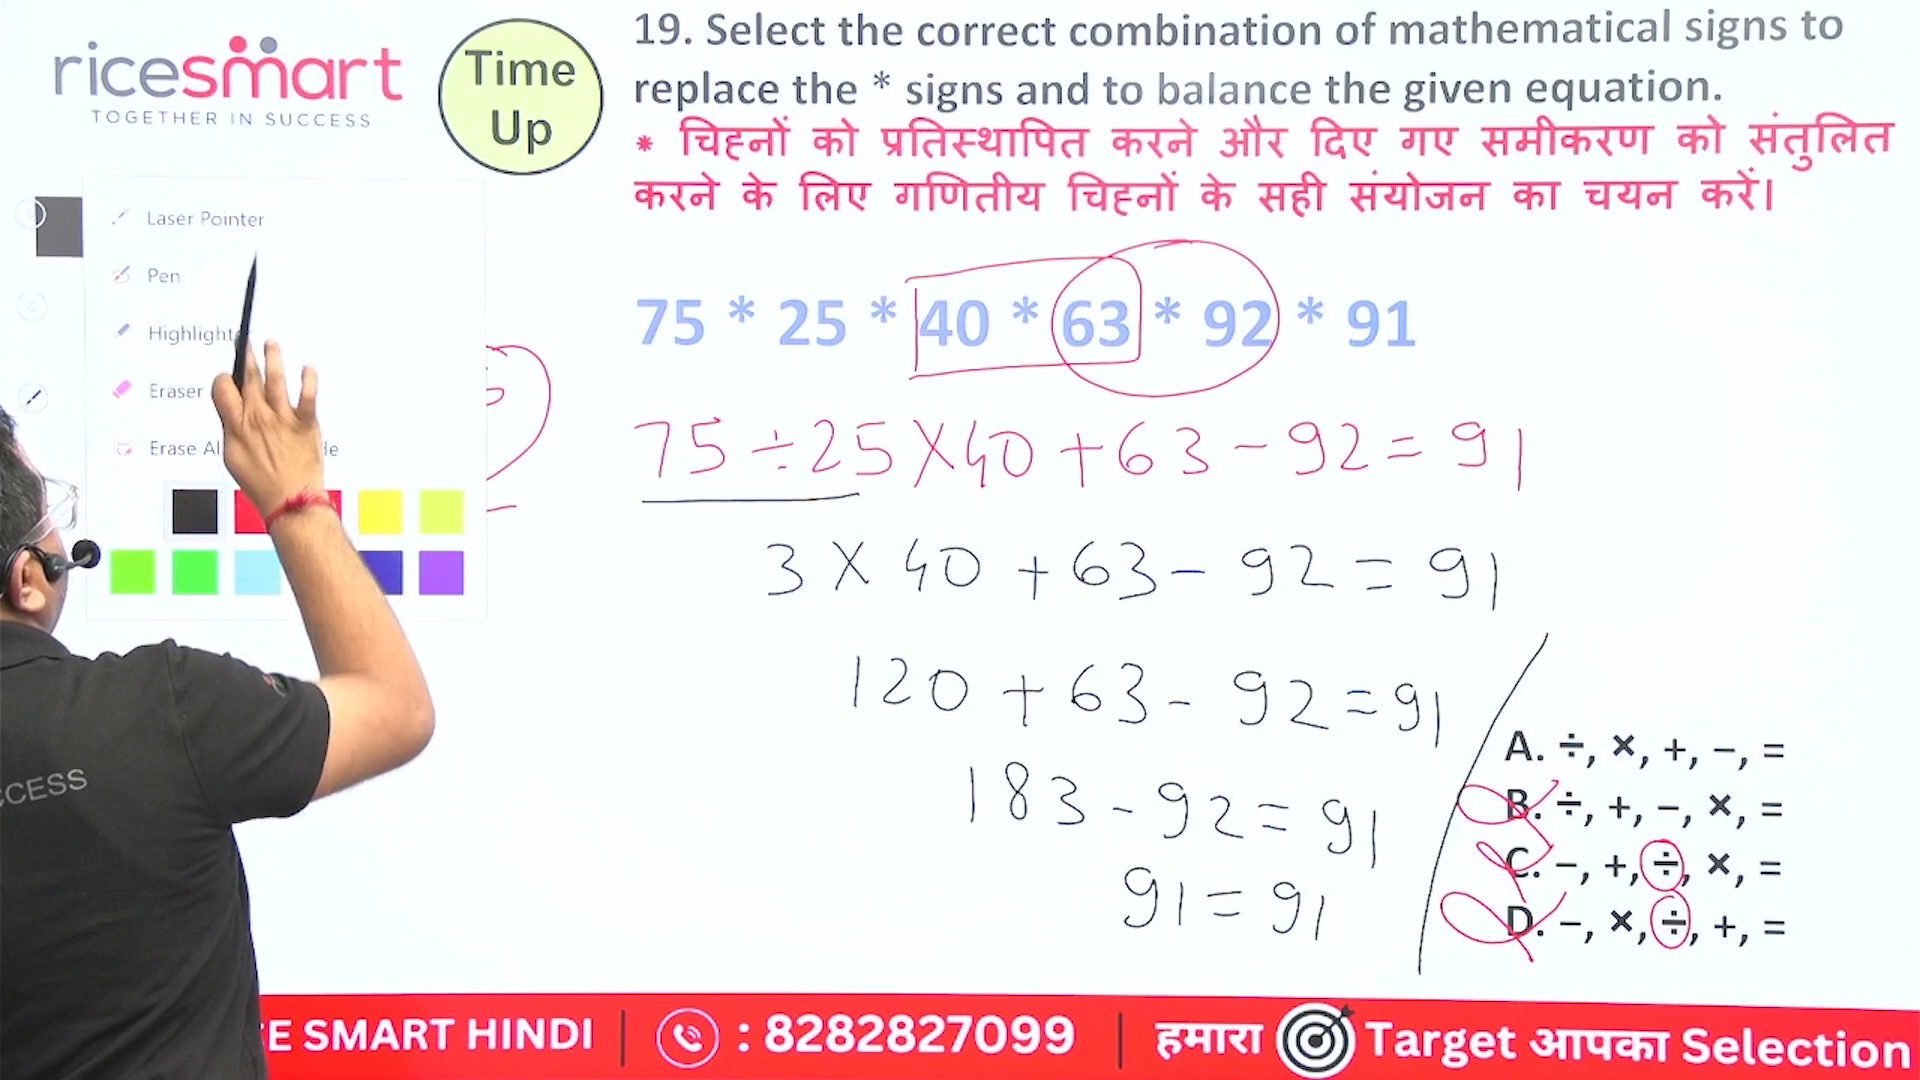 ricesmart
TOGETHER IN SUCCESS
Time
Up
19. Select the correct combination of mathematical signs to
replace the * signs and to balance the given equation.
* चिह्नों को प्रतिस्थापित करने और दिए गए समीकरण को संतुलित
करने के लिए गणितीय चिह्नों के सही संयोजन का चयन करें।
Laser Pointer
Pen
Eraser
75 * 25 * 40 * 63 * 92 * 91
75 ÷ 25 × 40 + 63 - 92 = 91
3 × 40 + 63 - 92 = 91
120 + 63 - 92 = 91
183 - 92 = 91
91 = 91
A. ÷, ×, +, −, =
B. ÷, +, −, ×, =
C. −, +, ÷, ×, =
D. −, ×, ÷, +, =
SMART HINDI
: 8282827099
हमारा Target आपका Selection